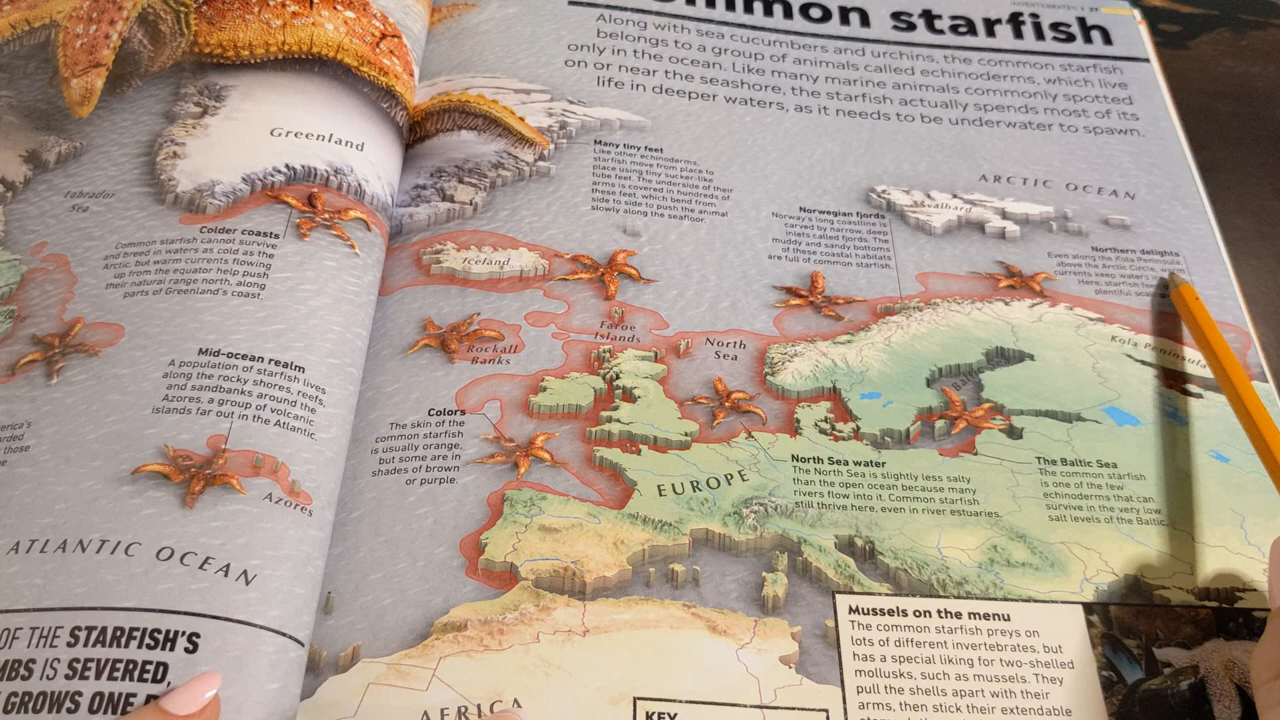 INVERTEBRATES 37
common starfish
Along with sea cucumbers and urchins, the common starfish
belongs to a group of animals called echinoderms, which live
only in the ocean. Like many marine animals commonly spotted
on or near the seashore, the starfish actually spends most of its
life in deeper waters, as it needs to be underwater to spawn.
Greenland
Labrador
Sea
Many tiny feet
Like other echinoderms,
starfish move from place to
place using tiny sucker-like
tube feet. The underside of their
arms is covered in hundreds of
these feet, which bend from
side to side to push the animal
slowly along the seafloor.
ARCTIC OCEAN
Svalbard
Colder coasts
Common starfish cannot survive
and breed in waters as cold as the
Arctic, but warm currents flowing
up from the equator help push
their natural range north, along
parts of Greenland's coast.
Iceland
Norwegian fjords
Norway's long coastline is
carved by narrow, deep
inlets called fjords. The
muddy and sandy bottoms
of these coastal habitats
are full of common starfish.
Northern delights
Even along the Kola Peninsula
above the Arctic Circle, warm
currents keep waters
Here, starfish
plentiful
Faroe
Islands
Rockall
Banks
North
Sea
Kola Peninsula
Mid-ocean realm
A population of starfish lives
along the rocky shores, reefs,
and sandbanks around the
Azores, a group of volcanic
islands far out in the Atlantic.
Azores
Colors
The skin of the
common starfish
is usually orange,
but some are in
shades of brown
or purple.
EUROPE
North Sea water
The North Sea is slightly less salty
than the open ocean because many
rivers flow into it. Common starfish
still thrive here, even in river estuaries.
The Baltic Sea
The common starfish
is one of the few
echinoderms that can
survive in the very low
salt levels of the Baltic.
those
ATLANTIC OCEAN
OF THE STARFISH'S
MBS IS SEVERED,
GROWS ONE
AFRICA
KEY
Mussels on the menu
The common starfish preys on
lots of different invertebrates, but
has a special liking for two-shelled
mollusks, such as mussels. They
pull the shells apart with their
arms, then stick their extendable